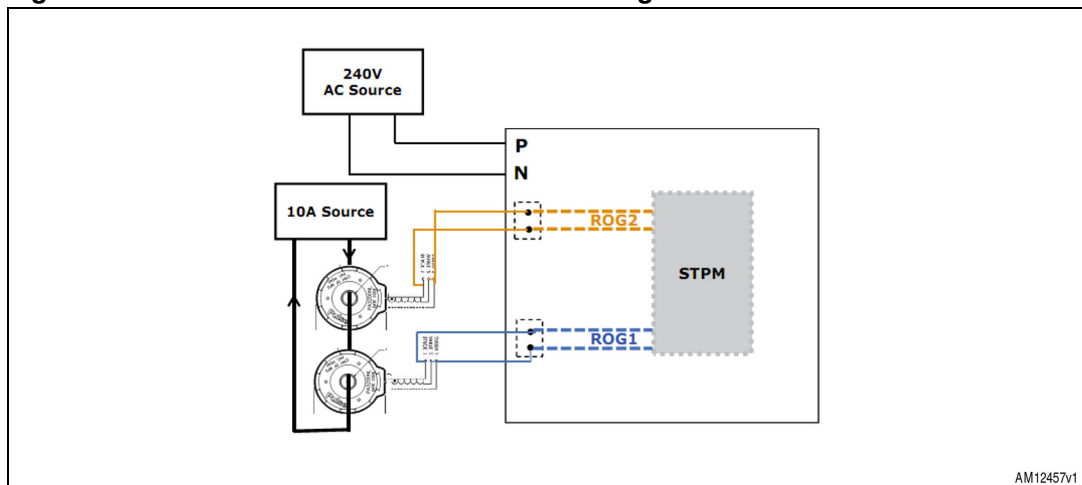 240V
AC Source
P
N
10A Source
ROG2
STPM
ROG1
AM12457v1